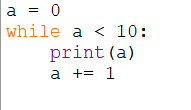 a = 0
while a < 10:
    print(a)
    a += 1